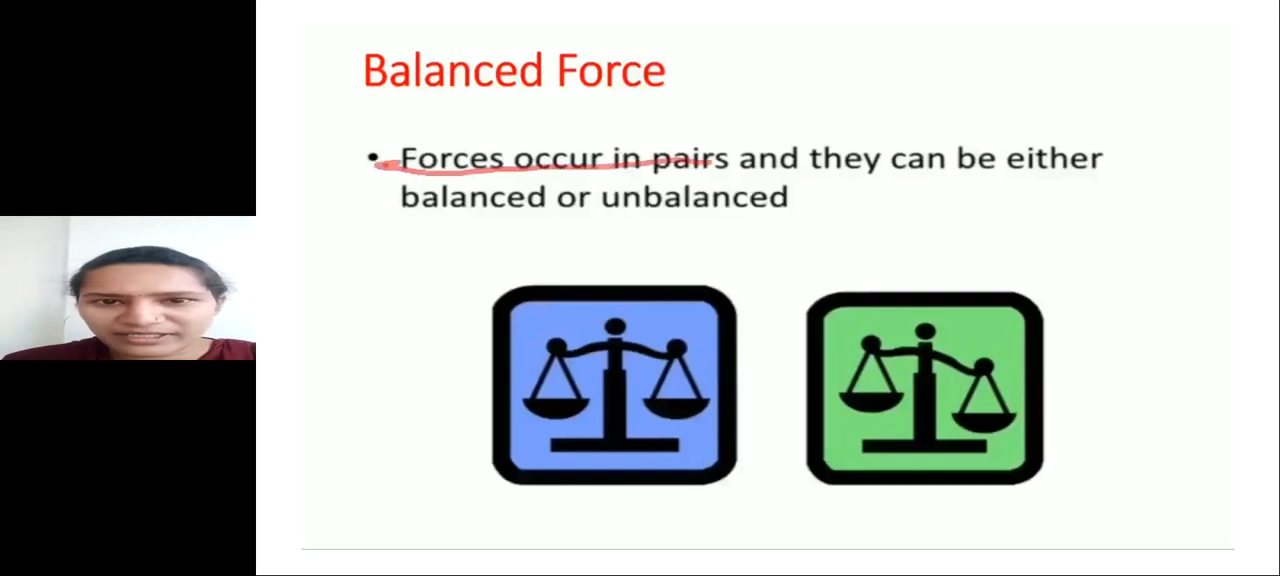 Balanced Force
• Forces occur in pairs and they can be either
balanced or unbalanced